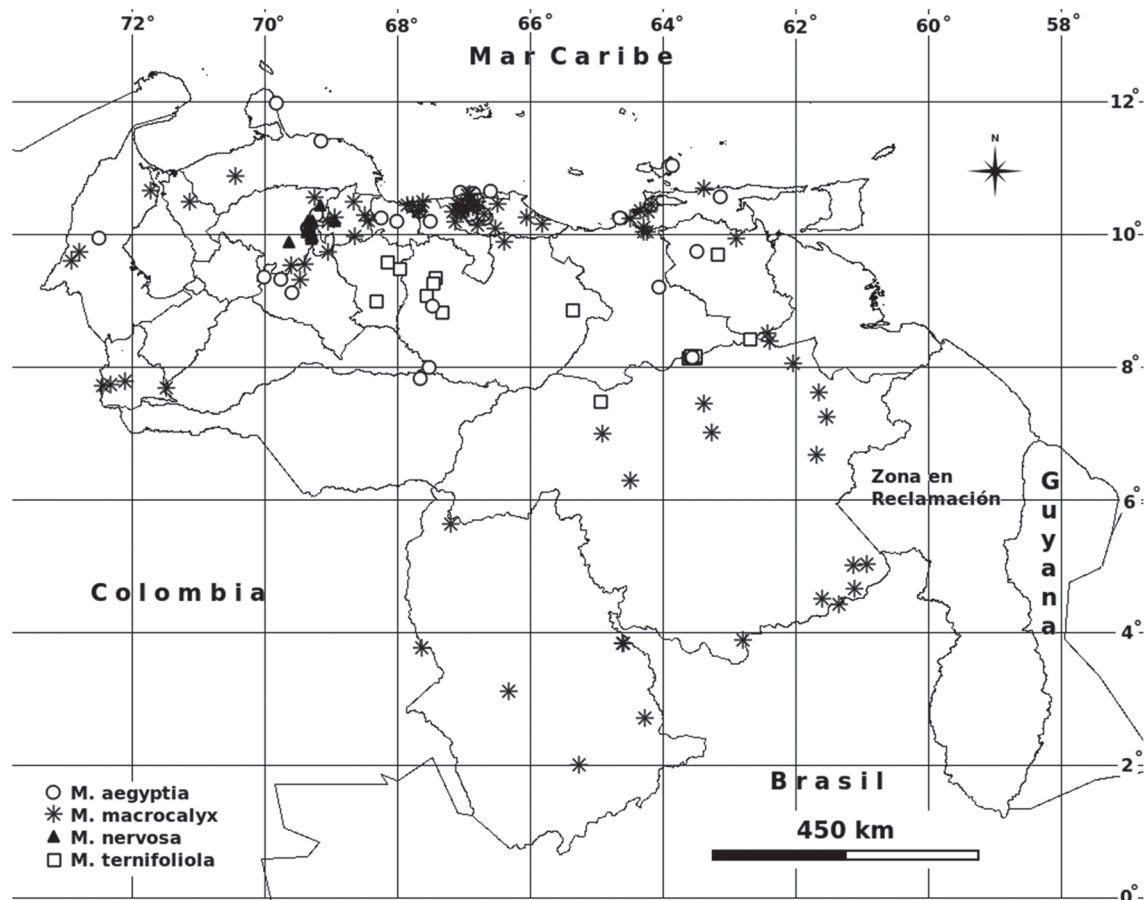 72° 70° 68° 66° 64° 62° 60° 58°
Mar Caribe
12°
N
10°
8°
Zona en
Reclamación
6°
Guyana
Colombia
4°
2°
Brasil
M. aegyptia
M. macrocalyx
M. nervosa
M. ternifoliola
450 km
0°